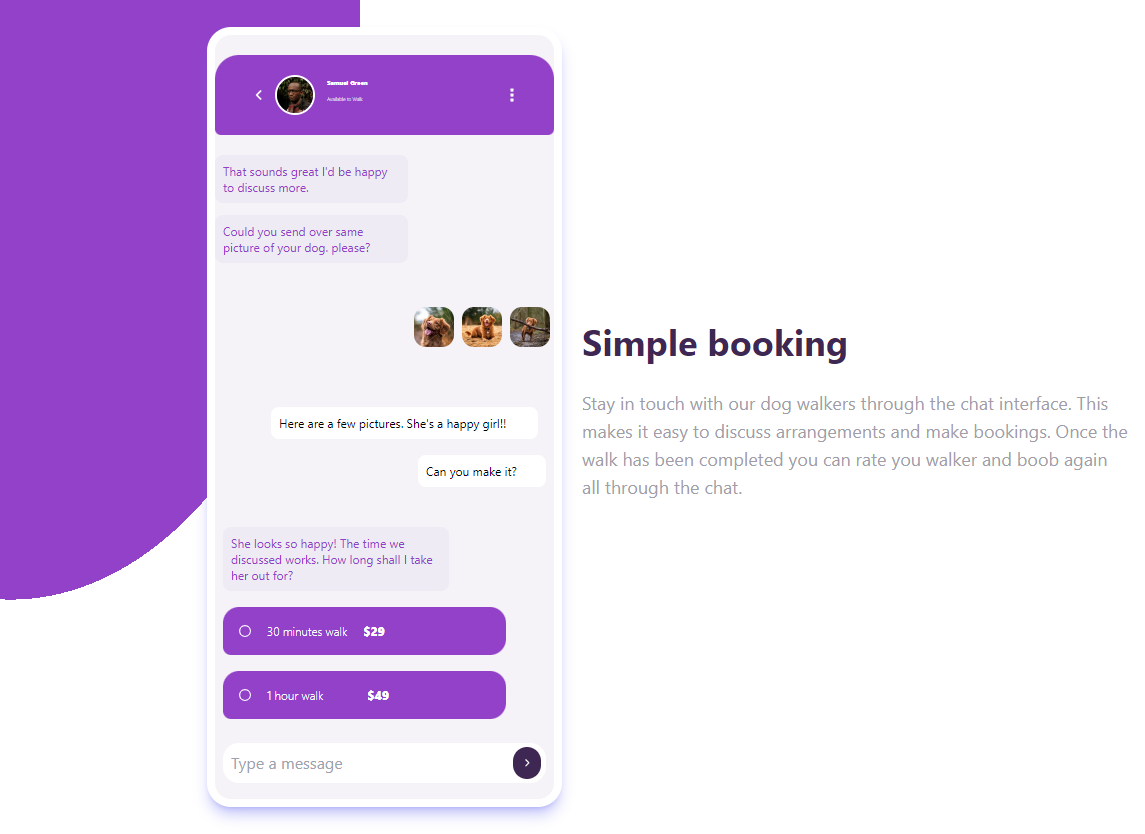 Samuel Green
Available to Walk
That sounds great I'd be happy
to discuss more.
Could you send over same
picture of your dog. please?
Here are a few pictures. She's a happy girl!!
Can you make it?
She looks so happy! The time we
discussed works. How long shall I take
her out for?
30 minutes walk $29
1 hour walk $49
Type a message
Simple booking
Stay in touch with our dog walkers through the chat interface. This
makes it easy to discuss arrangements and make bookings. Once the
walk has been completed you can rate you walker and boob again
all through the chat.